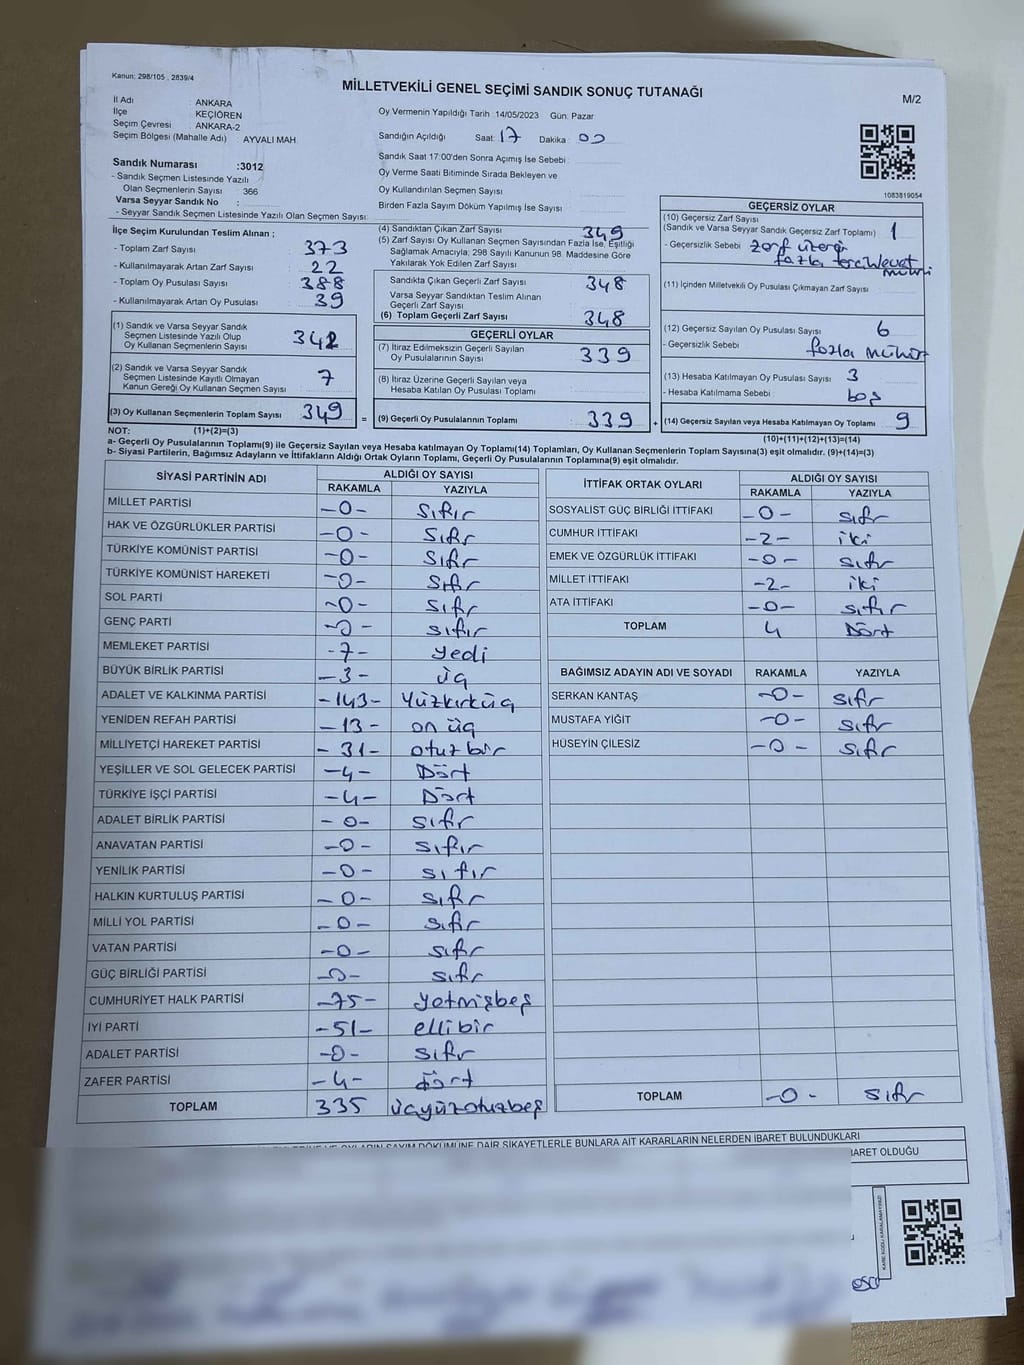 Kanun: 298/105 , 2839/4
MİLLETVEKİLİ GENEL SEÇİMİ SANDIK SONUÇ TUTANAĞI
M/2
İl Adı : ANKARA
İlçe : KEÇİÖREN
Seçim Çevresi : ANKARA-2
Seçim Bölgesi (Mahalle Adı) : AYVALI MAH.
Oy Vermenin Yapıldığı Tarih :14/05/2023 Gün: Pazar
Sandığın Açıldığı Saat: 17 Dakika : 00
Sandık Saat 17:00'den Sonra Açımış İse Sebebi :
Oy Verme Saati Bitiminde Sırada Bekleyen ve
Oy Kullandırılan Seçmen Sayısı :
Birden Fazla Sayım Döküm Yapılmış İse Sayısı :
Sandık Numarası :3012
- Sandık Seçmen Listesinde Yazılı
Olan Seçmenlerin Sayısı : 366
Varsa Seyyar Sandık No :
- Seyyar Sandık Seçmen Listesinde Yazılı Olan Seçmen Sayısı:
1083819054
İlçe Seçim Kurulundan Teslim Alınan ;
- Toplam Zarf Sayısı : 373
- Kullanılmayarak Artan Zarf Sayısı : 22
- Toplam Oy Pusulası Sayısı : 388
- Kullanılmayarak Artan Oy Pusulası : 39
(1) Sandık ve Varsa Seyyar Sandık
Seçmen Listesinde Yazılı Olup
Oy Kullanan Seçmenlerin Sayısı : 342
(2) Sandık ve Varsa Seyyar Sandık
Seçmen Listesinde Kayıtlı Olmayan
Kanun Gereği Oy Kullanan Seçmen Sayısı : 7
(3) Oy Kullanan Seçmenlerin Toplam Sayısı : 349
(1)+(2)=(3)
(4) Sandıktan Çıkan Zarf Sayısı : 349
(5) Zarf Sayısı Oy Kullanan Seçmen Sayısından Fazla İse, Eşitliği
Sağlamak Amacıyla; 298 Sayılı Kanunun 98. Maddesine Göre
Yakılarak Yok Edilen Zarf Sayısı :
Sandıkta Çıkan Geçerli Zarf Sayısı : 348
Varsa Seyyar Sandıktan Teslim Alınan
Geçerli Zarf Sayısı :
(6) Toplam Geçerli Zarf Sayısı : 348
GEÇERLİ OYLAR
(7) İtiraz Edilmeksizin Geçerli Sayılan
Oy Pusulalarının Sayısı : 339
(8) İtiraz Üzerine Geçerli Sayılan veya
Hesaba Katılan Oy Pusulası Toplamı :
= (9) Geçerli Oy Pusulalarının Toplamı : 339 +
GEÇERSİZ OYLAR
(10) Geçersiz Zarf Sayısı
(Sandık ve Varsa Seyyar Sandık Geçersiz Zarf Toplamı) : 1
- Geçersizlik Sebebi : zarf üzeri
fazla tercih evet
mührü
(11) İçinden Milletvekili Oy Pusulası Çıkmayan Zarf Sayısı :
(12) Geçersiz Sayılan Oy Pusulası Sayısı : 6
- Geçersizlik Sebebi : fazla mühür
(13) Hesaba Katılmayan Oy Pusulası Sayısı : 3
- Hesaba Katılmama Sebebi : boş
(14) Geçersiz Sayılan veya Hesaba Katılmayan Oy Toplamı : 9
(10)+(11)+(12)+(13)=(14)
NOT:
a- Geçerli Oy Pusulalarının Toplamı(9) ile Geçersiz Sayılan veya Hesaba katılmayan Oy Toplamı(14) Toplamları, Oy Kullanan Seçmenlerin Toplam Sayısına(3) eşit olmalıdır. (9)+(14)=(3)
b- Siyasi Partilerin, Bağımsız Adayların ve İttifakların Aldığı Ortak Oyların Toplamı, Geçerli Oy Pusulalarının Toplamına(9) eşit olmalıdır.
SİYASİ PARTİNİN ADI ALDIĞI OY SAYISI
RAKAMLA YAZIYLA
MİLLET PARTİSİ -0- sıfır
HAK VE ÖZGÜRLÜKLER PARTİSİ -0- sıfır
TÜRKİYE KOMÜNİST PARTİSİ -0- sıfır
TÜRKİYE KOMÜNİST HAREKETİ -0- sıfır
SOL PARTİ -0- sıfır
GENÇ PARTİ -0- sıfır
MEMLEKET PARTİSİ -7- yedi
BÜYÜK BİRLİK PARTİSİ -3- üç
ADALET VE KALKINMA PARTİSİ -143- Yüzkırküç
YENİDEN REFAH PARTİSİ -13- on üç
MİLLİYETÇİ HAREKET PARTİSİ -31- otuzbir
YEŞİLLER VE SOL GELECEK PARTİSİ -4- Dört
TÜRKİYE İŞÇİ PARTİSİ -4- Dört
ADALET BİRLİK PARTİSİ -0- sıfır
ANAVATAN PARTİSİ -0- sıfır
YENİLİK PARTİSİ -0- sıfır
HALKIN KURTULUŞ PARTİSİ -0- sıfır
MİLLİ YOL PARTİSİ -0- sıfır
VATAN PARTİSİ -0- sıfır
GÜÇ BİRLİĞİ PARTİSİ -0- sıfır
CUMHURİYET HALK PARTİSİ -75- yetmişbeş
İYİ PARTİ -51- ellibir
ADALET PARTİSİ -0- sıfır
ZAFER PARTİSİ -4- dört
TOPLAM 335 üçyüzotuzbeş
İTTİFAK ORTAK OYLARI ALDIĞI OY SAYISI
RAKAMLA YAZIYLA
SOSYALİST GÜÇ BİRLİĞİ İTTİFAKI -0- sıfır
CUMHUR İTTİFAKI -2- iki
EMEK VE ÖZGÜRLÜK İTTİFAKI -0- sıfır
MİLLET İTTİFAKI -2- iki
ATA İTTİFAKI -0- sıfır
TOPLAM 4 Dört
BAĞIMSIZ ADAYIN ADI VE SOYADI RAKAMLA YAZIYLA
SERKAN KANTAŞ -0- sıfır
MUSTAFA YİĞİT -0- sıfır
HÜSEYİN ÇİLESİZ -0- sıfır
TOPLAM -0- sıfır
SAYIM DÖKÜMÜNE DAİR ŞİKAYETLERLE BUNLARA AİT KARARLARIN NELERDEN İBARET BULUNDUKLARI
İBARET OLDUĞU
KARE KODU KARALAMAYINIZ!